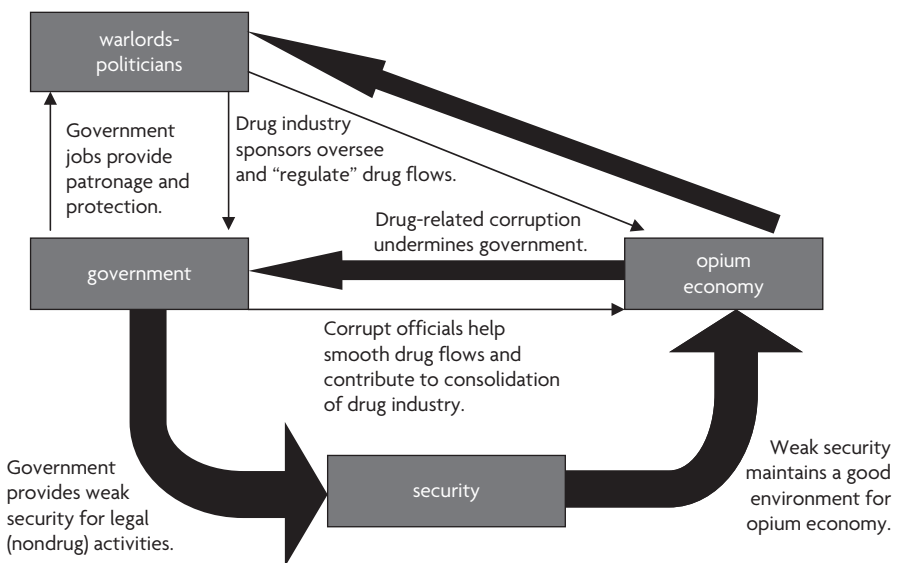 warlords-
politicians
Government
jobs provide
patronage and
protection.
Drug industry
sponsors oversee
and “regulate” drug flows.
Drug-related corruption
undermines government.
government
opium
economy
Corrupt officials help
smooth drug flows and
contribute to consolidation
of drug industry.
Government
provides weak
security for legal
(nondrug) activities.
security
Weak security
maintains a good
environment for
opium economy.